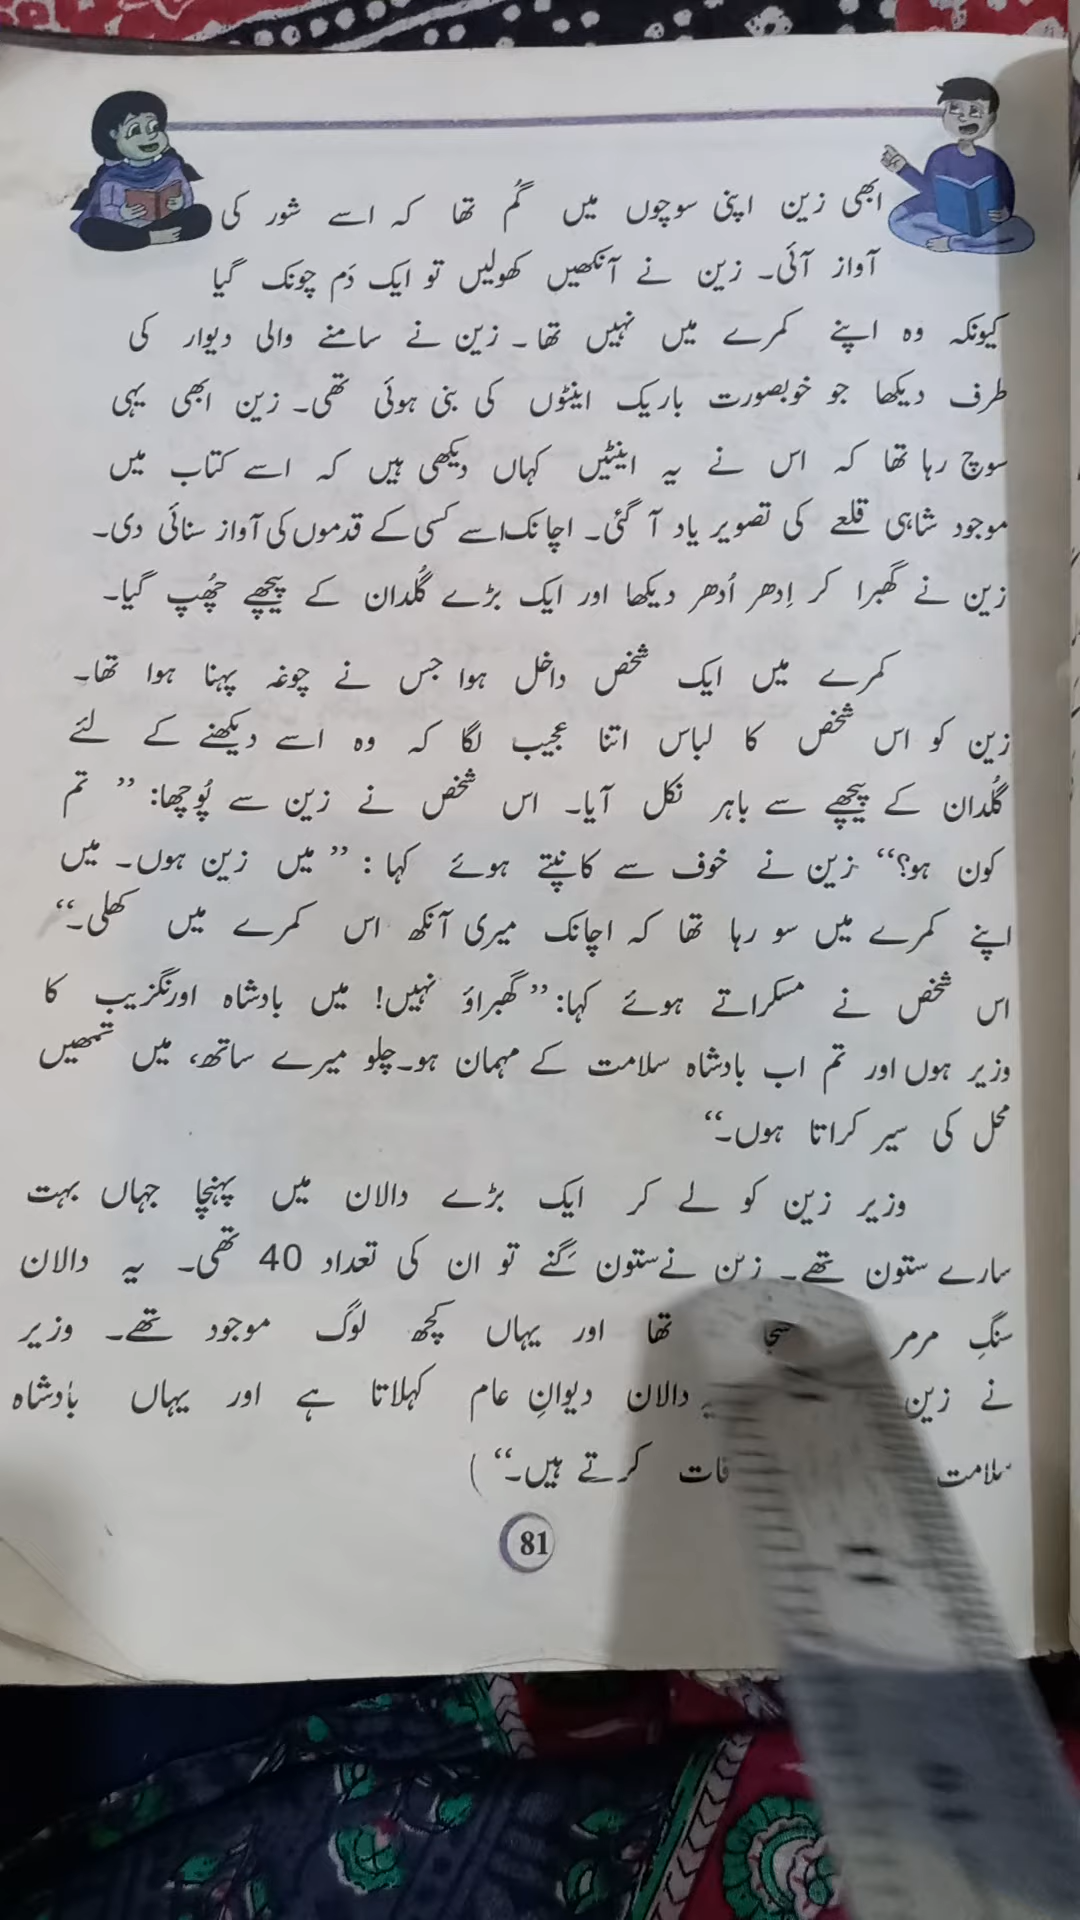 ابھی زین اپنی سوچوں میں گُم تھا کہ اسے شور کی
آواز آئی۔ زین نے آنکھیں کھولیں تو ایک دَم چونک گیا
کیونکہ وہ اپنے کمرے میں نہیں تھا۔ زین نے سامنے والی دیوار کی
طرف دیکھا جو خوبصورت باریک اینٹوں کی بنی ہوئی تھی۔ زین ابھی یہی
سوچ رہا تھا کہ اس نے یہ اینٹیں کہاں دیکھی ہیں کہ اسے کتاب میں
موجود شاہی قلعے کی تصویر یاد آ گئی۔ اچانک اسے کسی کے قدموں کی آواز سنائی دی۔
زین نے گھبرا کر اِدھر اُدھر دیکھا اور ایک بڑے گُلدان کے پیچھے چُھپ گیا۔
کمرے میں ایک شخص داخل ہوا جس نے چوغہ پہنا ہوا تھا۔
زین کو اس شخص کا لباس اتنا عجیب لگا کہ وہ اسے دیکھنے کے لئے
گُلدان کے پیچھے سے باہر نکل آیا۔ اس شخص نے زین سے پُوچھا: ”تم
کون ہو؟“ زین نے خوف سے کانپتے ہوئے کہا: ”میں زین ہوں۔ میں
اپنے کمرے میں سو رہا تھا کہ اچانک میری آنکھ اس کمرے میں کھلی۔“
اس شخص نے مسکراتے ہوئے کہا: ”گھبراؤ نہیں! میں بادشاہ اورنگزیب کا
وزیر ہوں اور تم اب بادشاہ سلامت کے مہمان ہو۔ چلو میرے ساتھ، میں تمھیں
محل کی سیر کراتا ہوں۔“
وزیر زین کو لے کر ایک بڑے دالان میں پہنچا جہاں بہت
سارے ستون تھے۔ زین نے ستون گنے تو ان کی تعداد 40 تھی۔ یہ دالان
سنگِ مرمر تھا اور یہاں کچھ لوگ موجود تھے۔ وزیر
نے زین دالان دیوانِ عام کہلاتا ہے اور یہاں بادشاہ
سلامت کرتے ہیں۔“ )
81